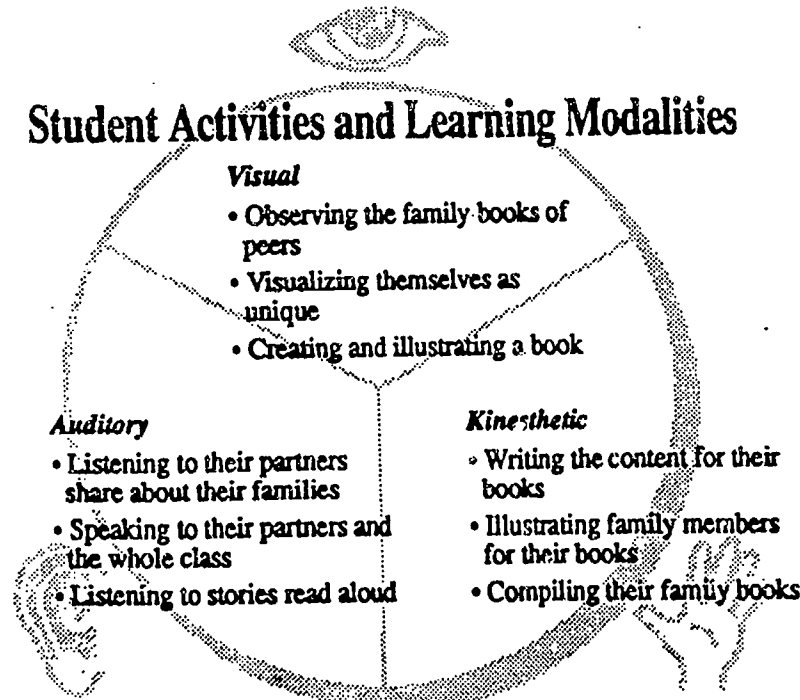 Student Activities and Learning Modalities
Visual
• Observing the family books of
peers
• Visualizing themselves as
unique
• Creating and illustrating a book
Auditory
• Listening to their partners
share about their families
• Speaking to their partners and
the whole class
• Listening to stories read aloud
Kinesthetic
• Writing the content for their
books
• Illustrating family members
for their books
• Compiling their family books